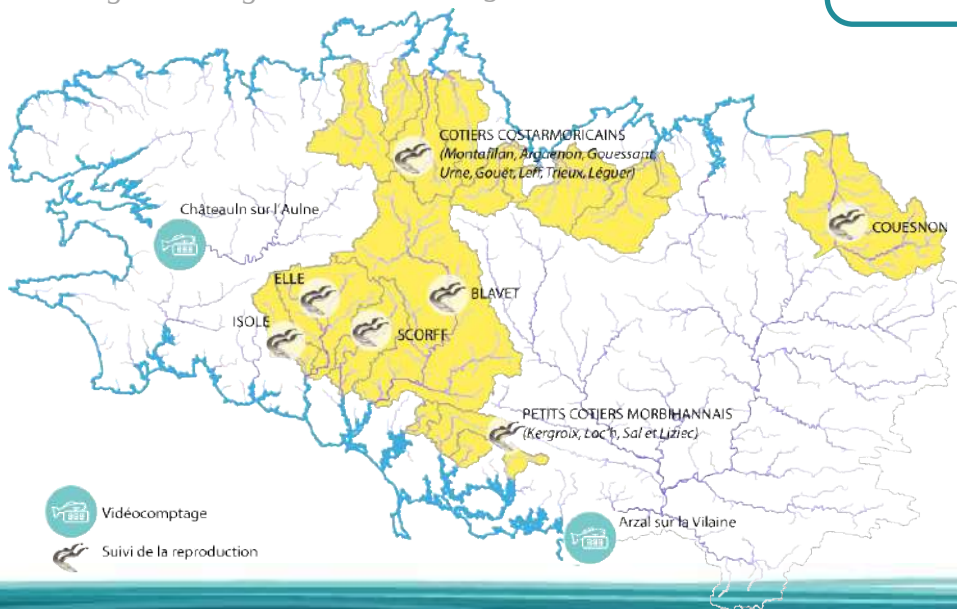 COTIERS COSTARMORICAINS
(Montafilan, Arguenon, Gouessant,
Urne, Gouët, Leff, Trieux, Léguer)
Châteauln sur l'Aulne
COUESNON
ELLE
BLAVET
ISOLE
SCORFF
PETITS COTIERS MORBIHANNAIS
(Kergroix, Loc'h, Sal et Liziec)
Vidéocomptage
Arzal sur la Vilaine
Suivi de la reproduction